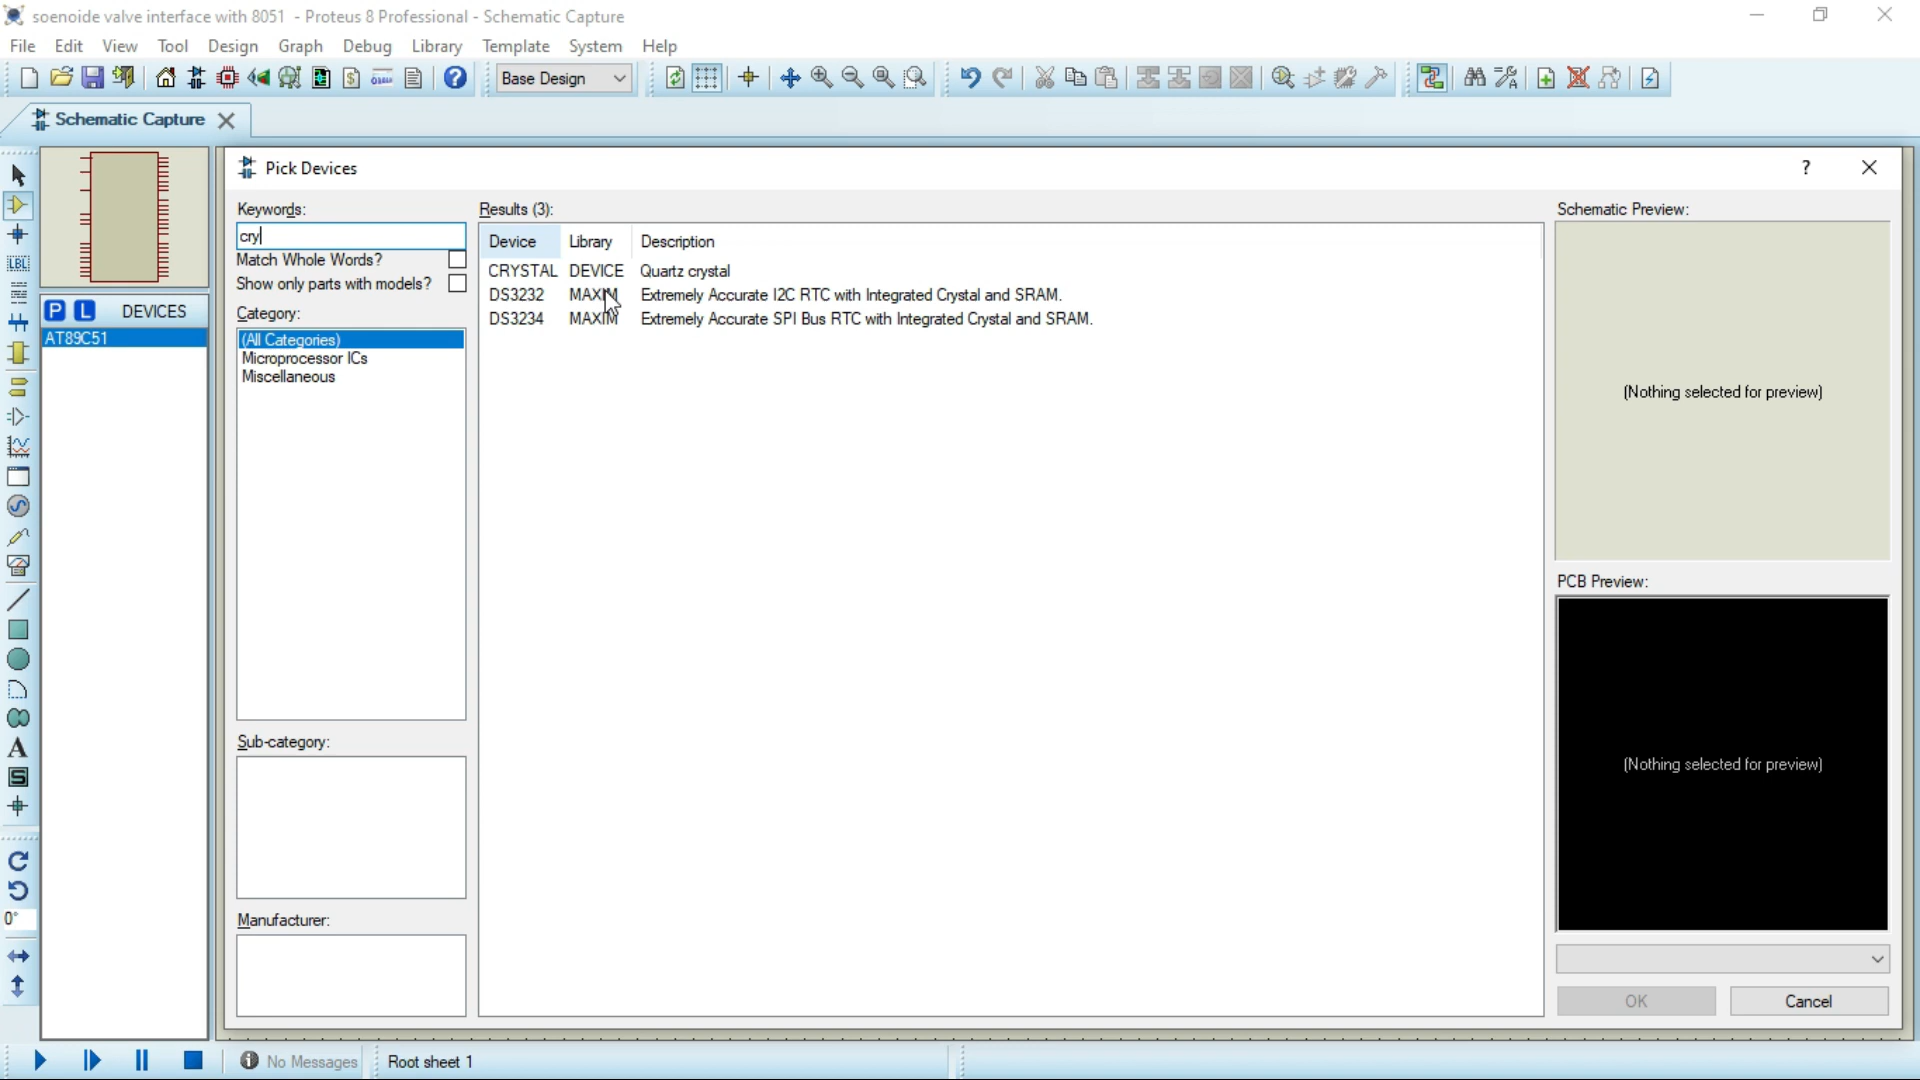 soenoide valve interface with 8051 - Proteus 8 Professional - Schematic Capture
File Edit View Tool Design Graph Debug Library Template System Help
Base Design
Schematic Capture
Pick Devices
Keywords:
cry
Match Whole Words?
Show only parts with models?
Category:
(All Categories)
Microprocessor ICs
Miscellaneous
Sub-category:
Manufacturer:
P L DEVICES
AT89C51
LBL
A
S
0°
Results (3):
Device Library Description
CRYSTAL DEVICE Quartz crystal
DS3232 MAXIM Extremely Accurate I2C RTC with Integrated Crystal and SRAM.
DS3234 MAXIM Extremely Accurate SPI Bus RTC with Integrated Crystal and SRAM.
Schematic Preview:
(Nothing selected for preview)
PCB Preview:
(Nothing selected for preview)
OK Cancel
No Messages Root sheet 1